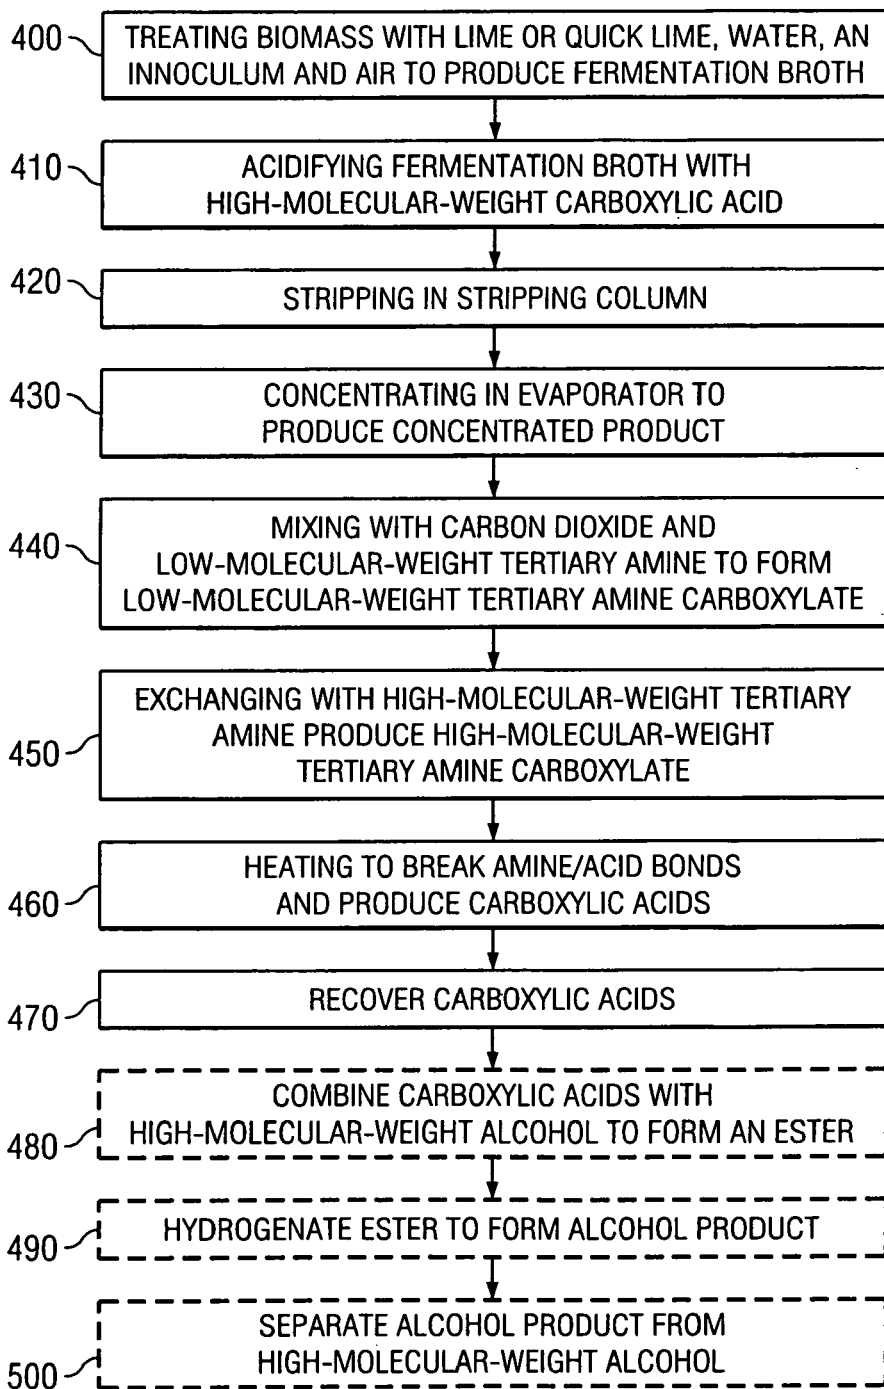 400
TREATING BIOMASS WITH LIME OR QUICK LIME, WATER, AN
INNOCULUM AND AIR TO PRODUCE FERMENTATION BROTH
410
ACIDIFYING FERMENTATION BROTH WITH
HIGH-MOLECULAR-WEIGHT CARBOXYLIC ACID
420
STRIPPING IN STRIPPING COLUMN
430
CONCENTRATING IN EVAPORATOR TO
PRODUCE CONCENTRATED PRODUCT
440
MIXING WITH CARBON DIOXIDE AND
LOW-MOLECULAR-WEIGHT TERTIARY AMINE TO FORM
LOW-MOLECULAR-WEIGHT TERTIARY AMINE CARBOXYLATE
450
EXCHANGING WITH HIGH-MOLECULAR-WEIGHT TERTIARY
AMINE PRODUCE HIGH-MOLECULAR-WEIGHT
TERTIARY AMINE CARBOXYLATE
460
HEATING TO BREAK AMINE/ACID BONDS
AND PRODUCE CARBOXYLIC ACIDS
470
RECOVER CARBOXYLIC ACIDS
480
COMBINE CARBOXYLIC ACIDS WITH
HIGH-MOLECULAR-WEIGHT ALCOHOL TO FORM AN ESTER
490
HYDROGENATE ESTER TO FORM ALCOHOL PRODUCT
500
SEPARATE ALCOHOL PRODUCT FROM
HIGH-MOLECULAR-WEIGHT ALCOHOL